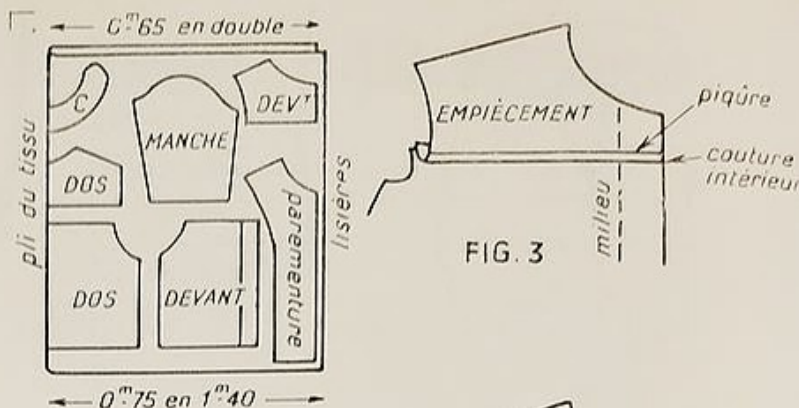 0ᵐ65 en double
C
DEVᵀ
MANCHE
DOS
pli du tissu
lisières
parementure
DOS
DEVANT
0ᵐ75 en 1ᵐ40
EMPIÈCEMENT
piqûre
couture
intérieur
milieu
FIG. 3